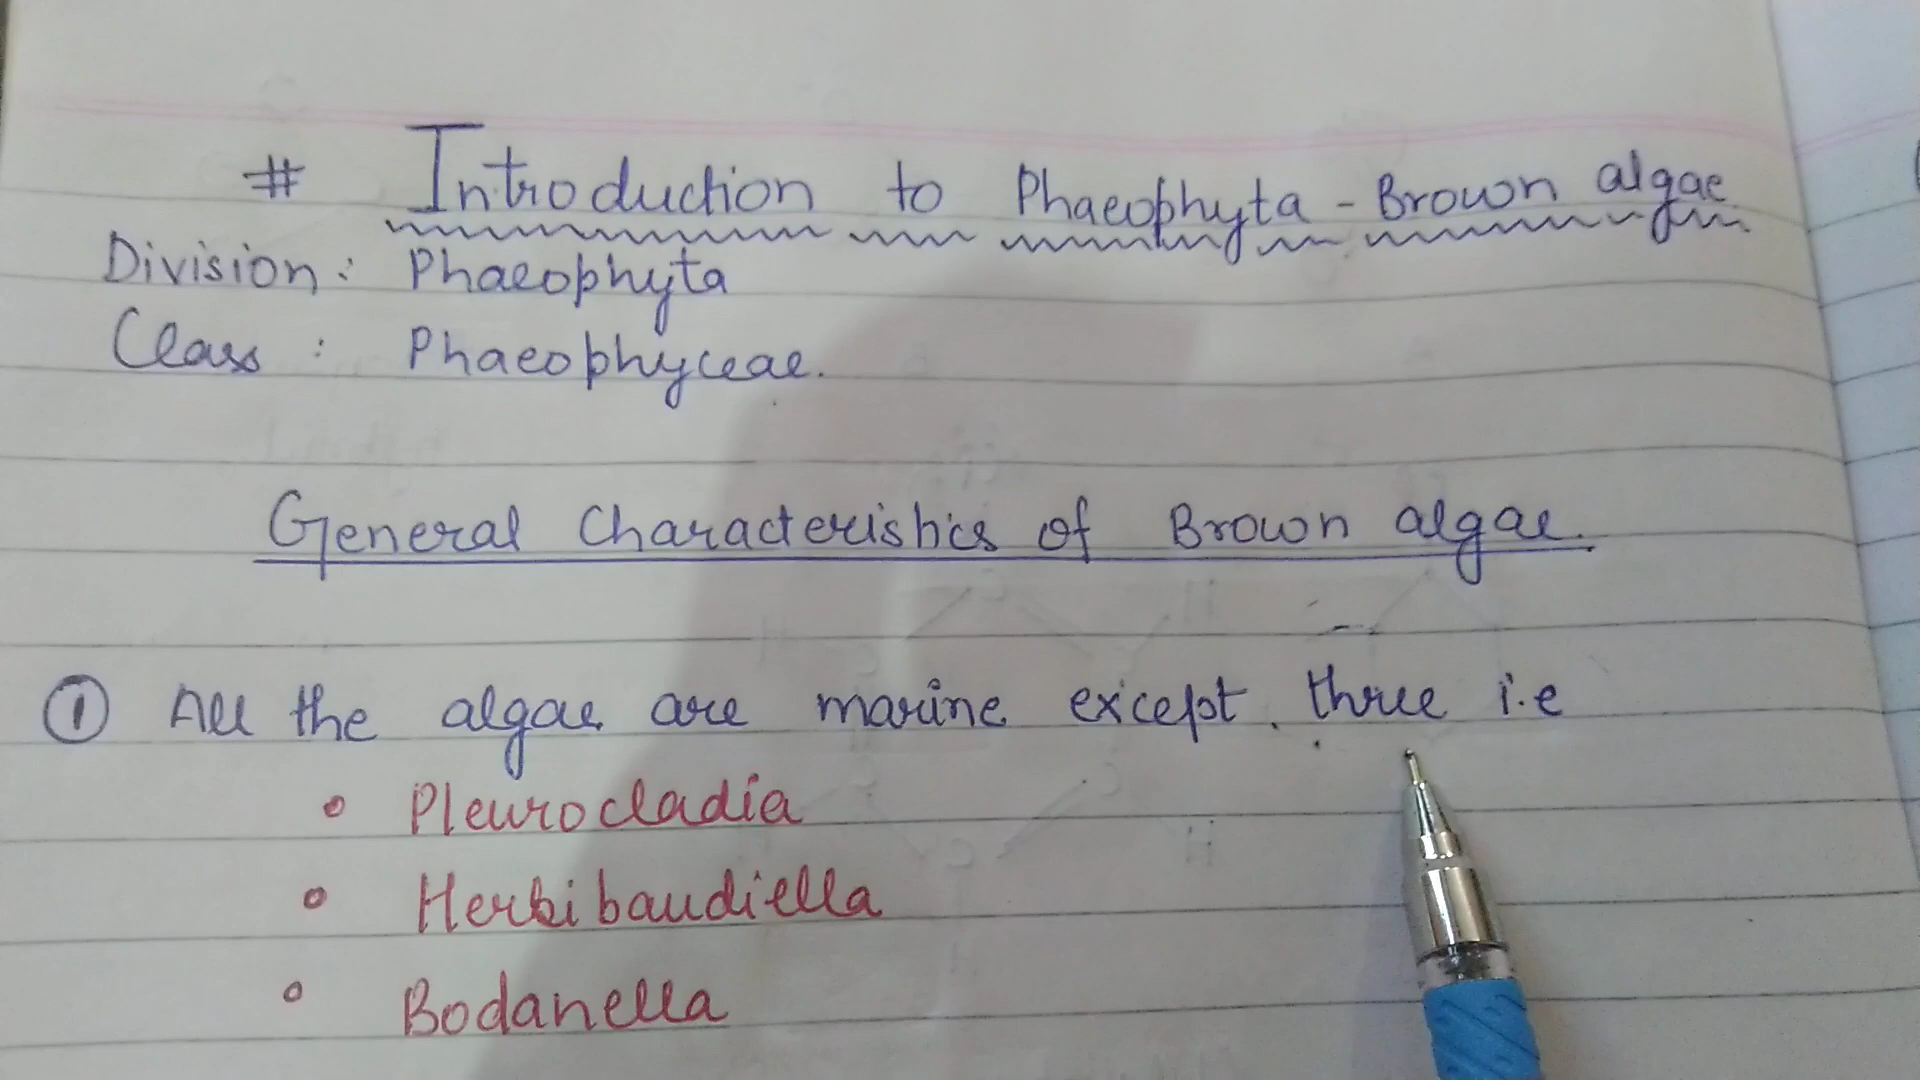 # Introduction to Phaeophyta - Brown algae
Division : Phaeophyta
Class : Phaeophyceae.
General Characteristics of Brown algae.
① All the algae are marine except three i.e
• Pleurocladia
• Heribaudiella
• Bodanella